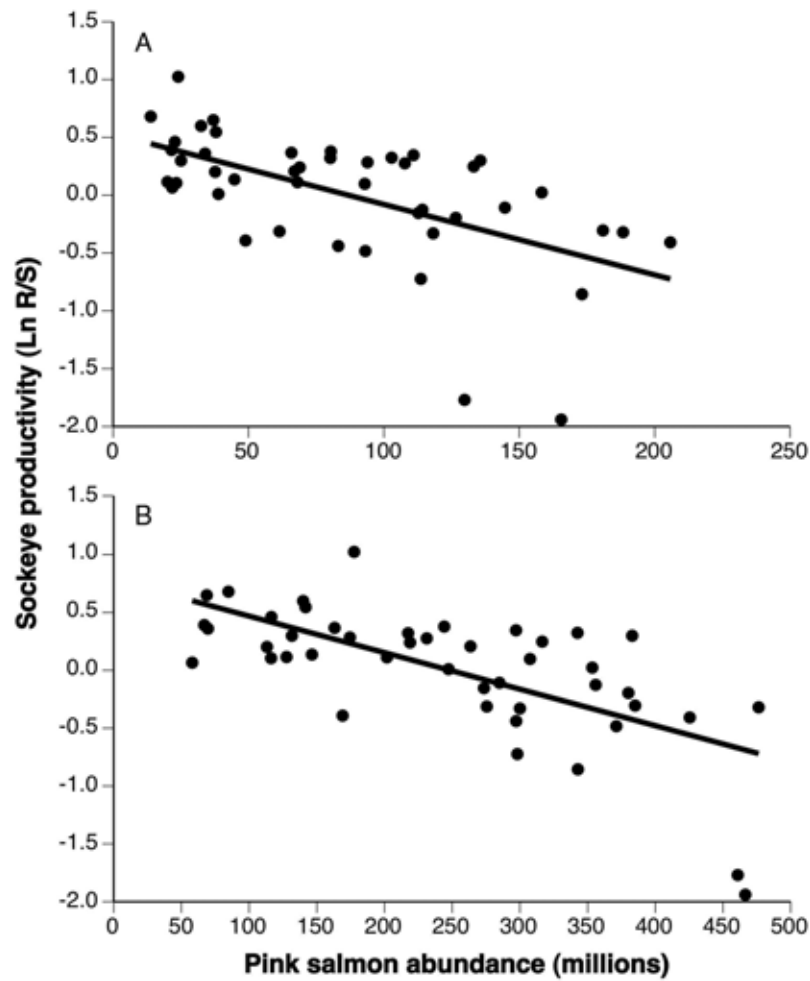 A
1.5
1.0
0.5
0.0
-0.5
-1.0
-1.5
-2.0
0 50 100 150 200 250
B
1.5
1.0
0.5
0.0
-0.5
-1.0
-1.5
-2.0
0 50 100 150 200 250 300 350 400 450 500
Sockeye productivity (Ln R/S)
Pink salmon abundance (millions)